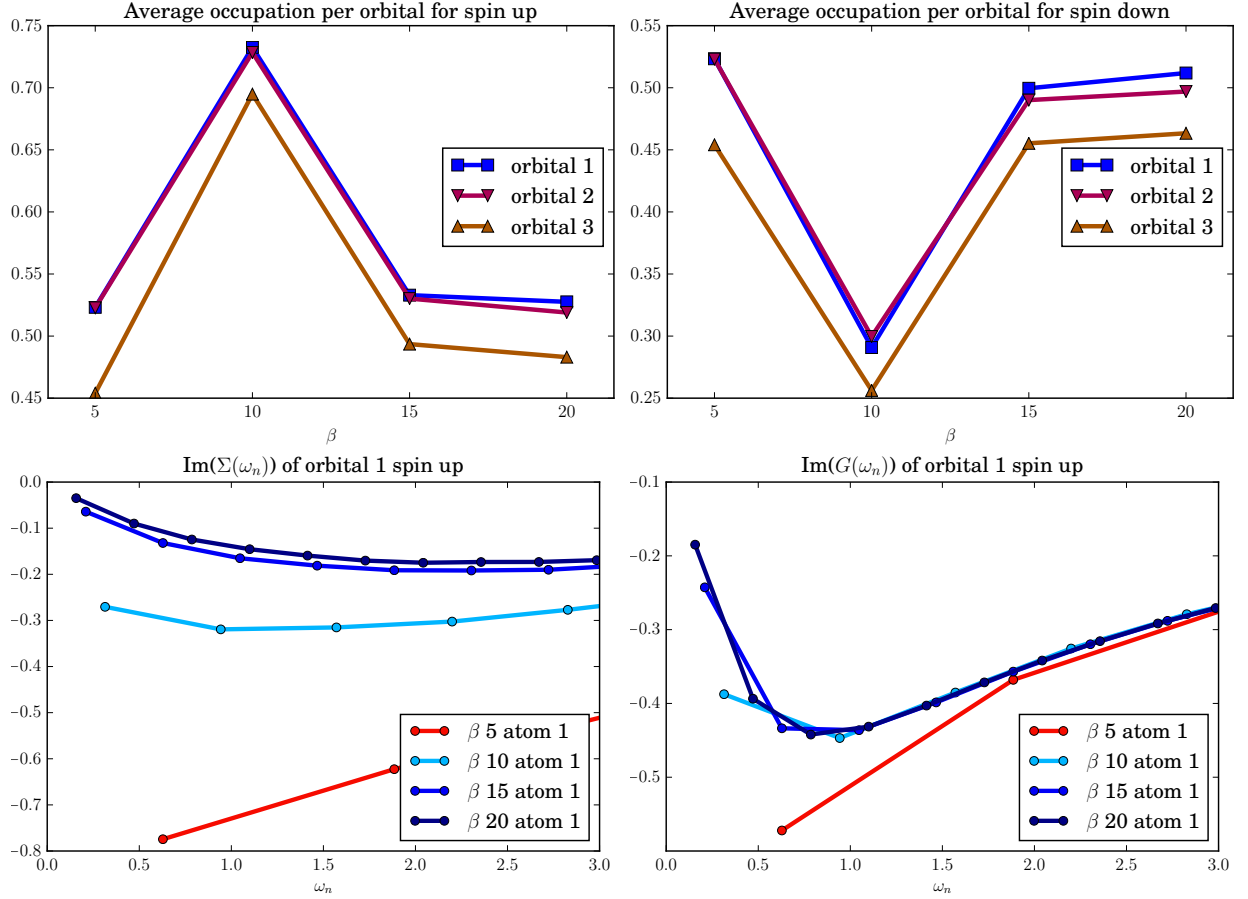 Average occupation per orbital for spin up
0.75
0.70
0.65
0.60
0.55
0.50
0.45
5
10
15
20
β
orbital 1
orbital 2
orbital 3
Average occupation per orbital for spin down
0.55
0.50
0.45
0.40
0.35
0.30
0.25
5
10
15
20
β
orbital 1
orbital 2
orbital 3
Im(Σ(ωₙ)) of orbital 1 spin up
0.0
−0.1
−0.2
−0.3
−0.4
−0.5
−0.6
−0.7
−0.8
0.0
0.5
1.0
1.5
2.0
2.5
3.0
ωₙ
β 5 atom 1
β 10 atom 1
β 15 atom 1
β 20 atom 1
Im(G(ωₙ)) of orbital 1 spin up
−0.1
−0.2
−0.3
−0.4
−0.5
0.0
0.5
1.0
1.5
2.0
2.5
3.0
ωₙ
β 5 atom 1
β 10 atom 1
β 15 atom 1
β 20 atom 1